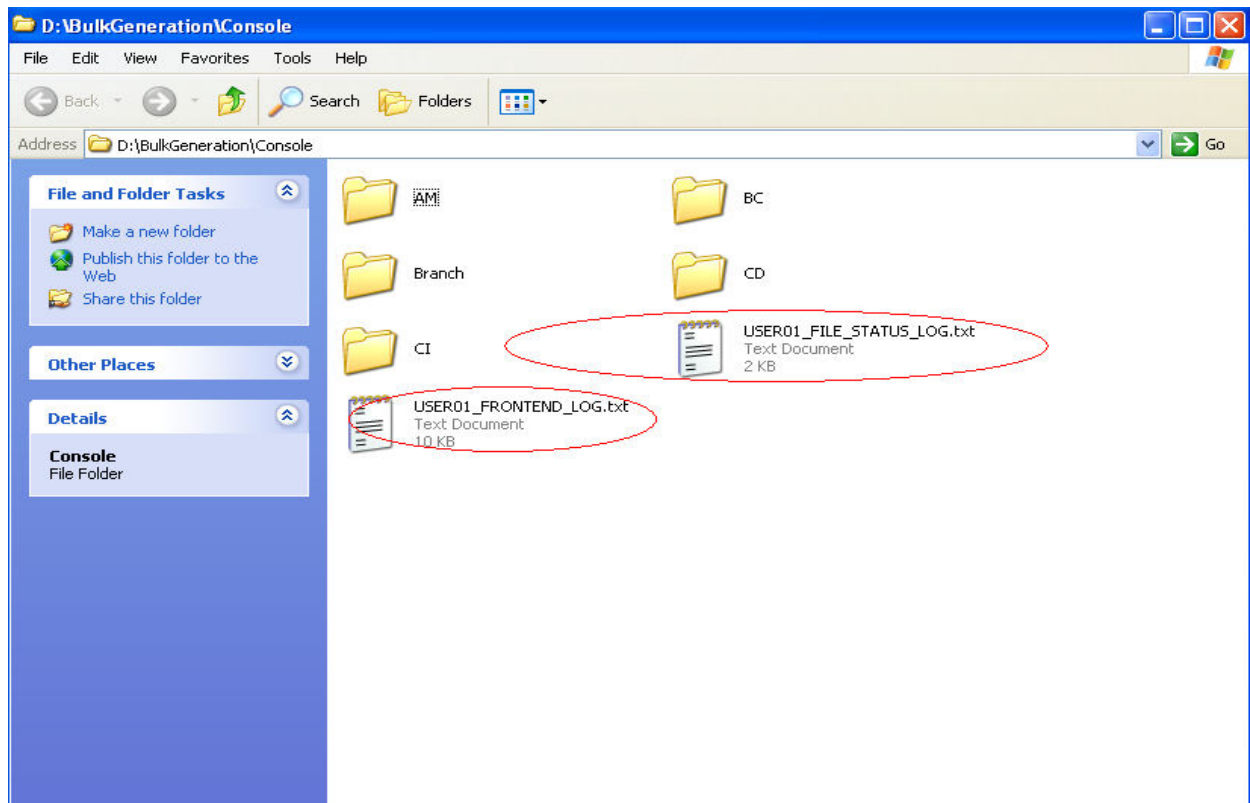 D:\BulkGeneration\Console
File Edit View Favorites Tools Help
Back Search Folders
Address D:\BulkGeneration\Console Go
File and Folder Tasks
Make a new folder
Publish this folder to the
Web
Share this folder
Other Places
Details
Console
File Folder
AM BC
Branch CD
CI
USER01_FILE_STATUS_LOG.txt
Text Document
2 KB
USER01_FRONTEND_LOG.txt
Text Document
10 KB